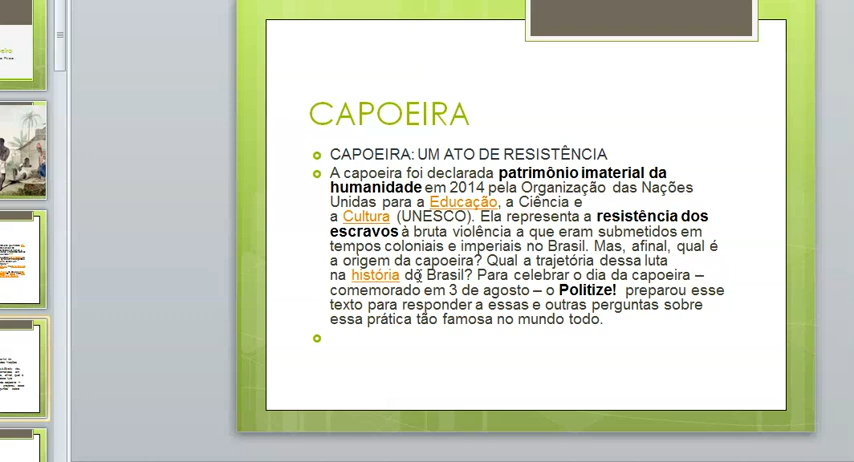 CAPOEIRA
CAPOEIRA: UM ATO DE RESISTÊNCIA
A capoeira foi declarada patrimônio imaterial da
humanidade em 2014 pela Organização das Nações
Unidas para a Educação, a Ciência e
a Cultura (UNESCO). Ela representa a resistência dos
escravos à bruta violência a que eram submetidos em
tempos coloniais e imperiais no Brasil. Mas, afinal, qual é
a origem da capoeira? Qual a trajetória dessa luta
na história do Brasil? Para celebrar o dia da capoeira –
comemorado em 3 de agosto – o Politize! preparou esse
texto para responder a essas e outras perguntas sobre
essa prática tão famosa no mundo todo.